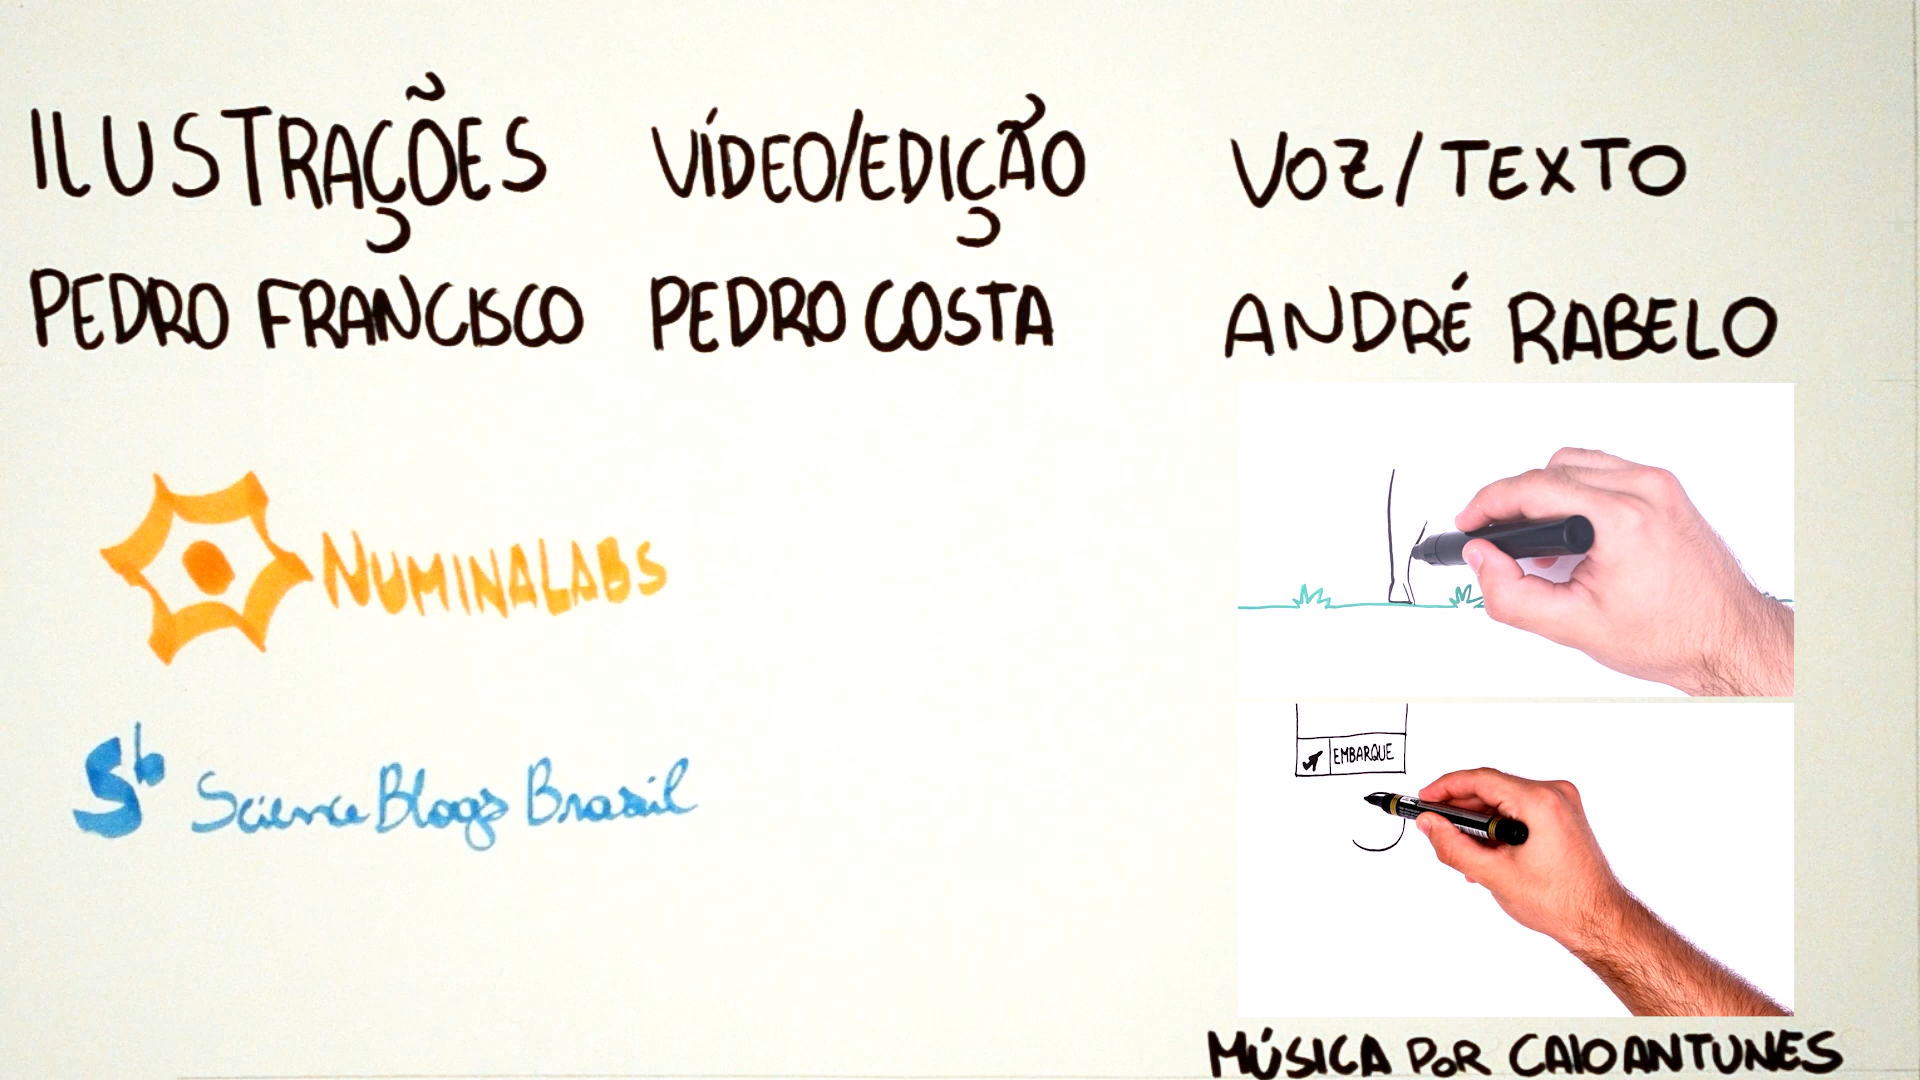 ILUSTRAÇÕES
PEDRO FRANCISCO
VÍDEO/EDIÇÃO
PEDRO COSTA
VOZ/TEXTO
ANDRÉ RABELO
NUMINALABS
Sb ScienceBlogs Brasil
EMBARQUE
MÚSICA POR CAIO ANTUNES